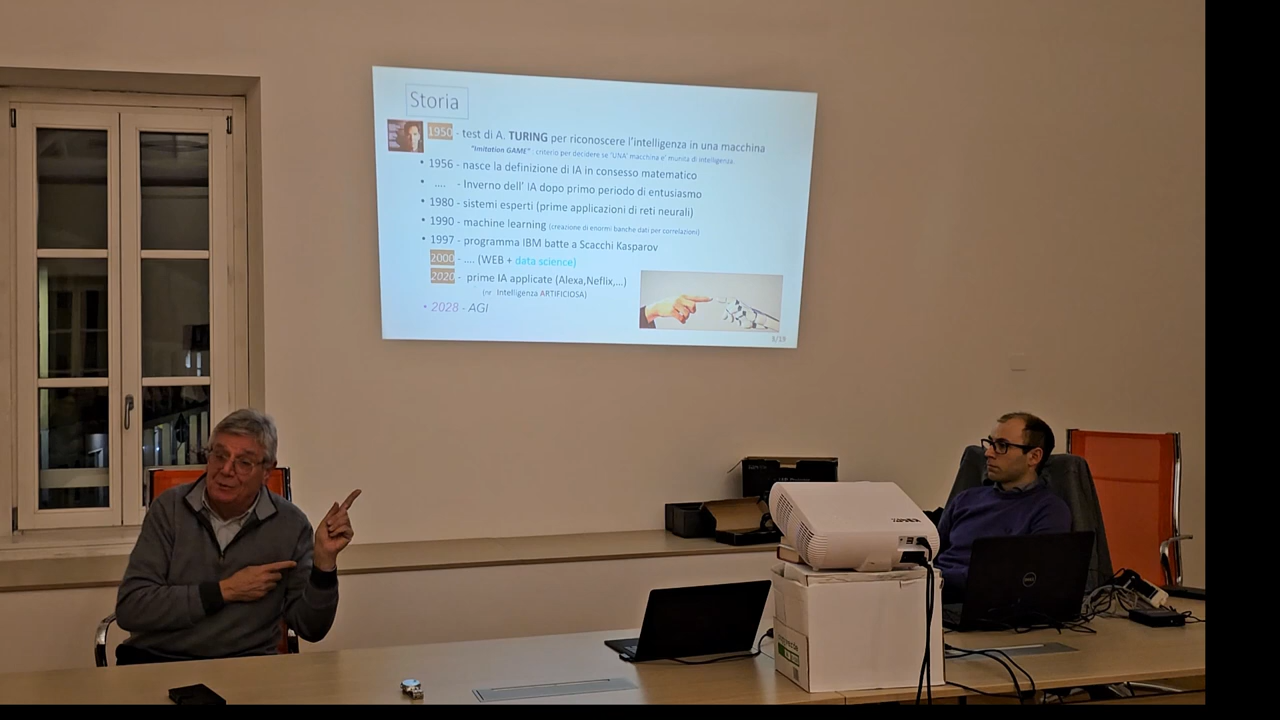 Storia
1950 - test di A. TURING per riconoscere l'intelligenza in una macchina
"Imitation GAME" : criterio per decidere se 'UNA' macchina e' munita di intelligenza.
• 1956 - nasce la definizione di IA in consesso matematico
• .... - Inverno dell' IA dopo primo periodo di entusiasmo
• 1980 - sistemi esperti (prime applicazioni di reti neurali)
• 1990 - machine learning (creazione di enormi banche dati per correlazioni)
• 1997 - programma IBM batte a Scacchi Kasparov
2000 - .... (WEB + data science)
2020 - prime IA applicate (Alexa,Neflix,...)
Intelligenza ARTIFICIOSA)
• 2028 - AGI
DELL